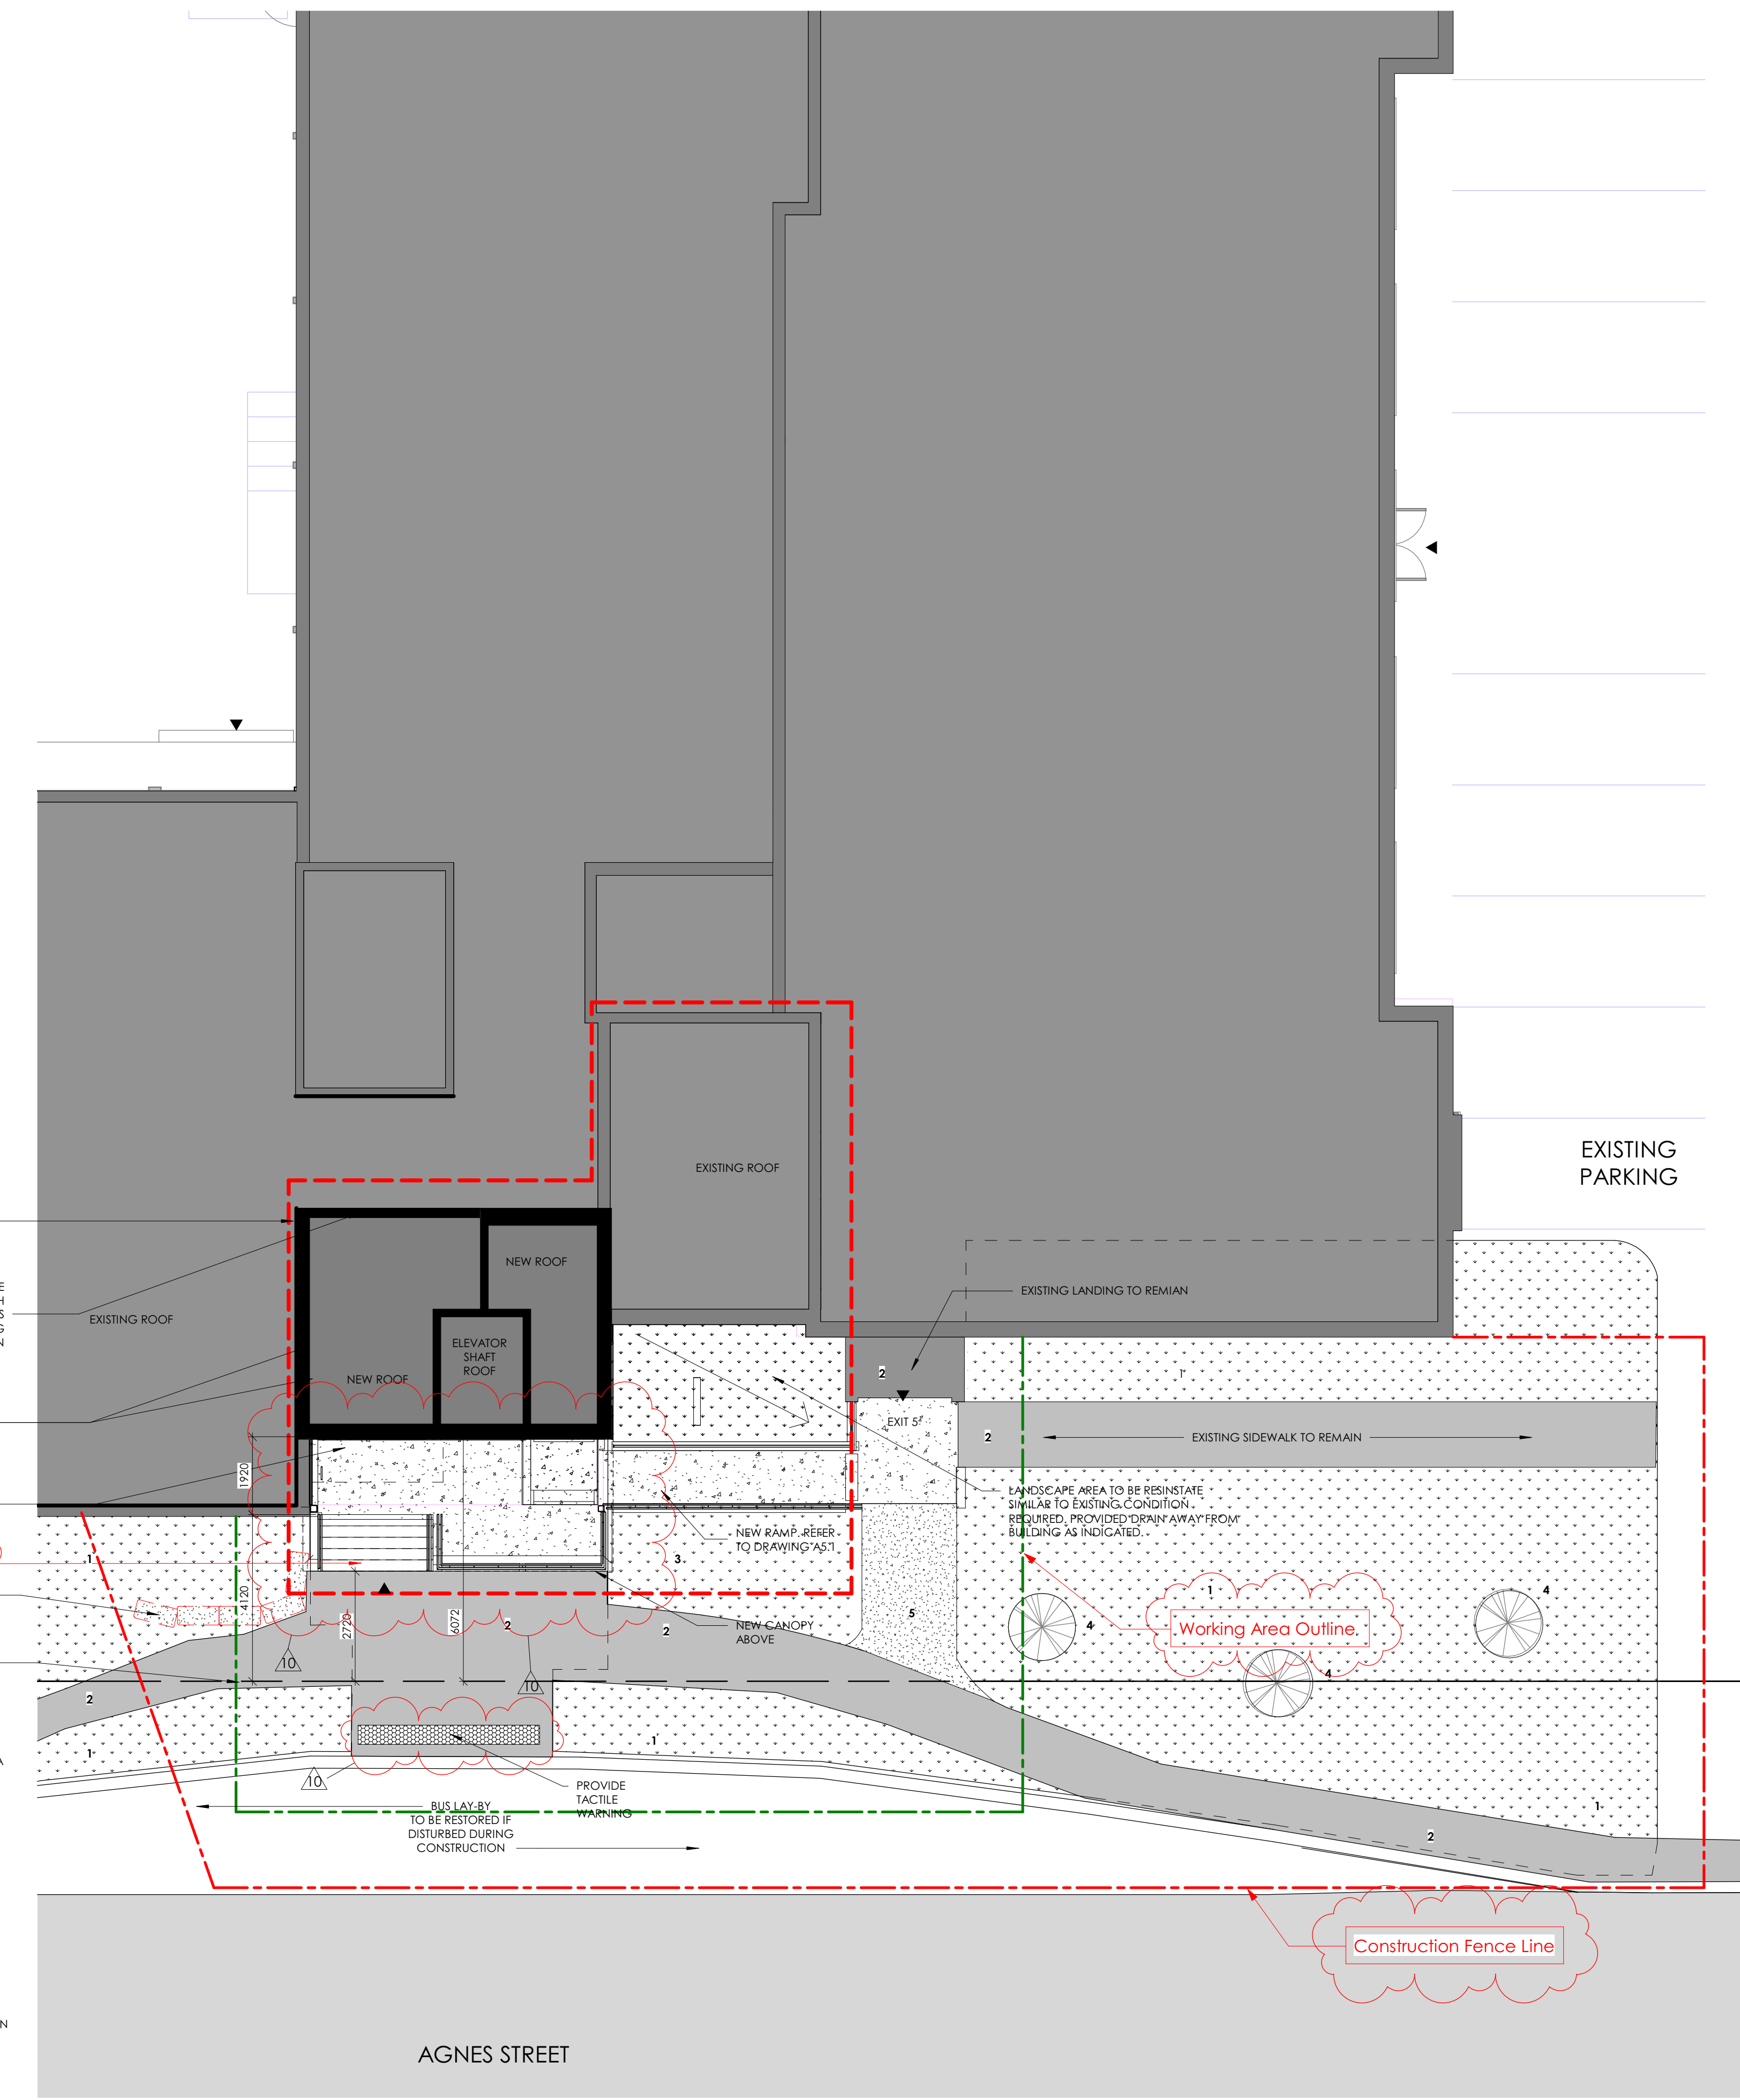 EXISTING ROOF
EXISTING
PARKING
NEW ROOF
EXISTING LANDING TO REMIAN
EXISTING ROOF
ELEVATOR
SHAFT
ROOF
NEW ROOF
2
1
EXIT 5
2
EXISTING SIDEWALK TO REMAIN
1920
LANDSCAPE AREA TO BE RESINSTATE
SIMILAR TO EXISTING CONDITION
REQUIRED. PROVIDED DRAIN AWAY FROM
BUILDING AS INDICATED.
NEW RAMP. REFER
TO DRAWING A5.1
1
3
4120
2720
6072
2
2
NEW CANOPY
ABOVE
5
1
4
4
Working Area Outline
4
10
10
2
1
1
10
PROVIDE
TACTILE
WARNING
BUS LAY-BY
TO BE RESTORED IF
DISTURBED DURING
CONSTRUCTION
1
2
Construction Fence Line
AGNES STREET
E
H
S
G
N
A
N